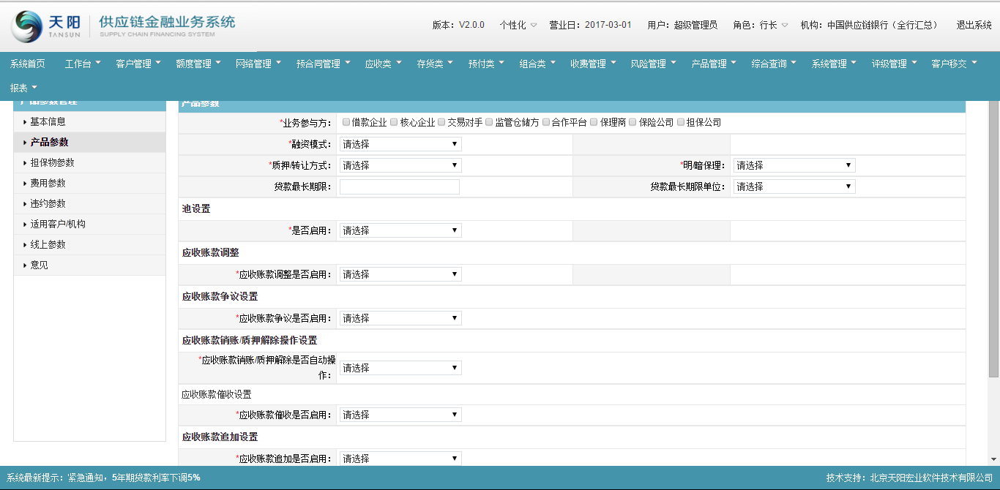 天阳 TANSUN 供应链金融业务系统 SUPPLY CHAIN FINANCING SYSTEM
版本：V2.0.0 个性化 营业日：2017-03-01 用户：超级管理员 角色：行长 机构：中国供应链银行（全行汇总） 退出系统
系统首页 工作台 客户管理 额度管理 网络管理 预合同管理 应收类 存货类 预付类 组合类 收费管理 风险管理 产品管理 综合查询 系统管理 评级管理 客户移交
报表
产品参数管理
基本信息
产品参数
担保物参数
费用参数
违约参数
适用客户/机构
线上参数
意见
产品参数
*业务参与方： 借款企业 核心企业 交易对手 监管仓储方 合作平台 保理商 保险公司 担保公司
*融资模式： 请选择
*质押/转让方式： 请选择 *明/暗保理： 请选择
贷款最长期限： 贷款最长期限单位： 请选择
池设置
*是否启用： 请选择
应收账款调整
*应收账款调整是否启用： 请选择
应收账款争议设置
*应收账款争议是否启用： 请选择
应收账款销账/质押解除操作设置
*应收账款销账/质押解除是否自动操
作： 请选择
应收账款催收设置
*应收账款催收是否启用： 请选择
应收账款追加设置
*应收账款追加是否启用： 请选择
系统最新提示：紧急通知，5年期贷款利率下调5% 技术支持：北京天阳宏业软件技术有限公司